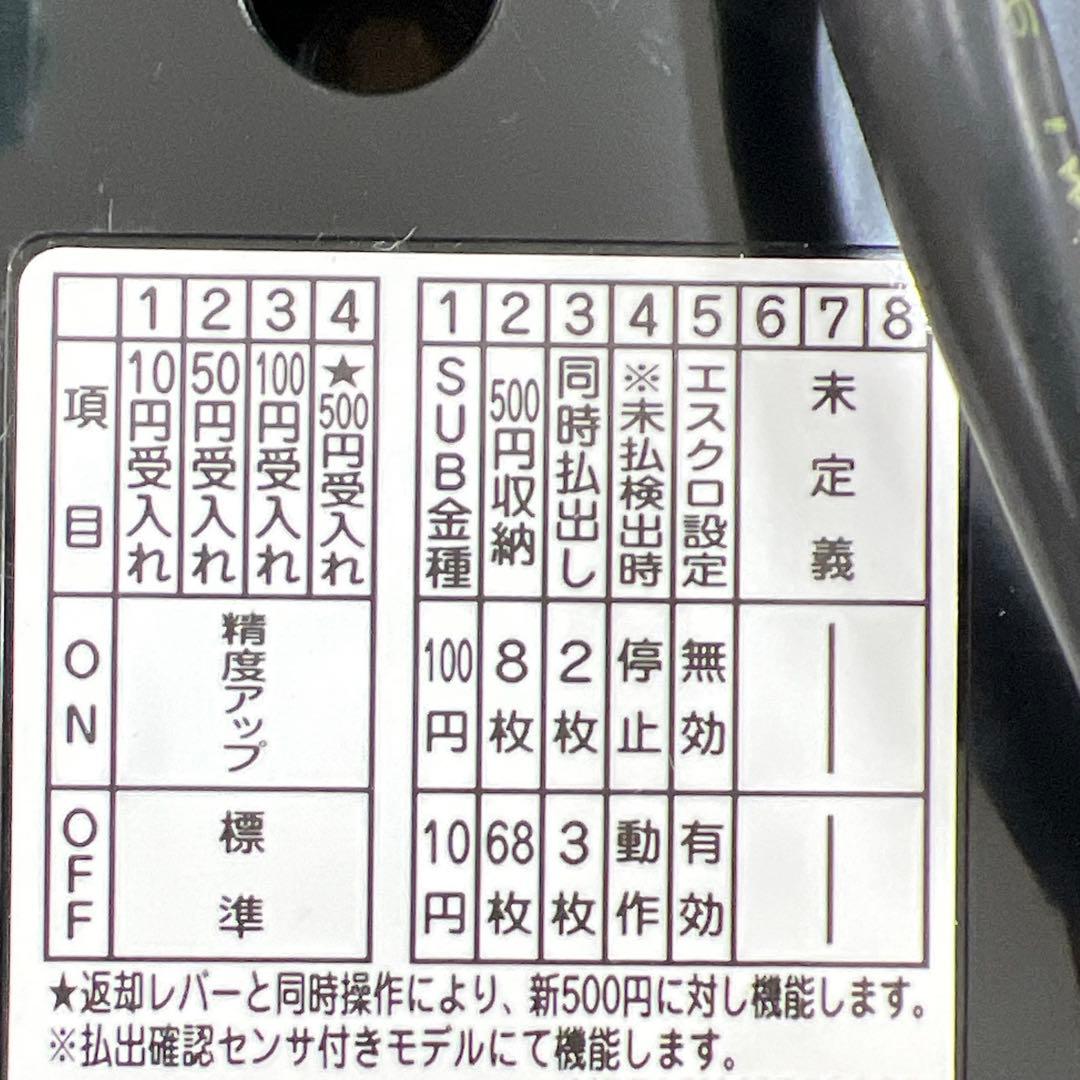 1 2 3 4
項目
10円受入れ
50円受入れ
100円受入れ
★500円受入れ
ON
精度アップ
OFF
標準
1 2 3 4 5 6 7 8
SUB金種
500円収納
同時払出し
※未払検出時
エスクロ設定
未定義
100円
8枚
2枚
停止
無効
—
10円
68枚
3枚
動作
有効
—
★返却レバーと同時操作により、新500円に対し機能します。
※払出確認センサ付きモデルにて機能します。